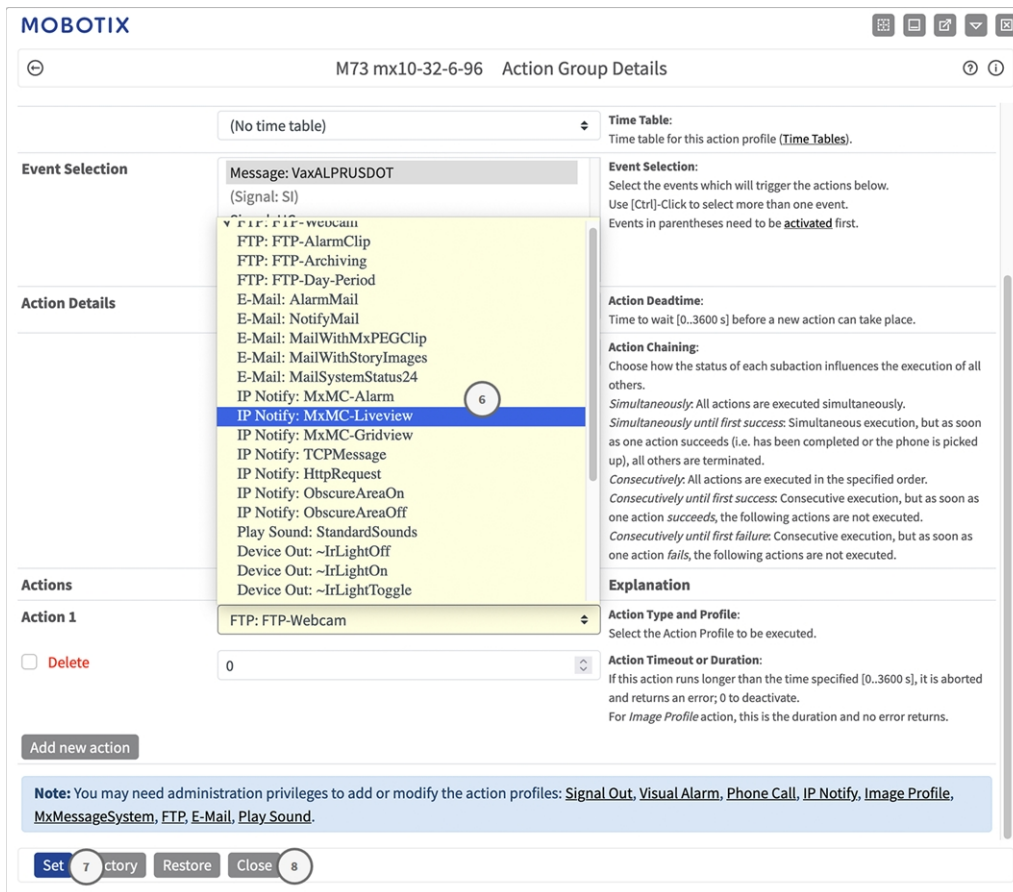 MOBOTIX
M73 mx10-32-6-96 Action Group Details
(No time table)
Time Table:
Time table for this action profile (Time Tables).
Event Selection
Message: VaxALPRUSDOT
(Signal: SI)
Event Selection:
Select the events which will trigger the actions below.
Use [Ctrl]-Click to select more than one event.
Events in parentheses need to be activated first.
FTP: FTP-Webcam
FTP: FTP-AlarmClip
FTP: FTP-Archiving
FTP: FTP-Day-Period
E-Mail: AlarmMail
E-Mail: NotifyMail
E-Mail: MailWithMxPEGClip
E-Mail: MailWithStoryImages
E-Mail: MailSystemStatus24
IP Notify: MxMC-Alarm
6
IP Notify: MxMC-Liveview
IP Notify: MxMC-Gridview
IP Notify: TCPMessage
IP Notify: HttpRequest
IP Notify: ObscureAreaOn
IP Notify: ObscureAreaOff
Play Sound: StandardSounds
Device Out: ~IrLightOff
Device Out: ~IrLightOn
Device Out: ~IrLightToggle
Action Details
Action Deadtime:
Time to wait [0..3600 s] before a new action can take place.
Action Chaining:
Choose how the status of each subaction influences the execution of all
others.
Simultaneously: All actions are executed simultaneously.
Simultaneously until first success: Simultaneous execution, but as soon
as one action succeeds (i.e. has been completed or the phone is picked
up), all others are terminated.
Consecutively: All actions are executed in the specified order.
Consecutively until first success: Consecutive execution, but as soon as
one action succeeds, the following actions are not executed.
Consecutively until first failure: Consecutive execution, but as soon as
one action fails, the following actions are not executed.
Actions
Explanation
Action 1
FTP: FTP-Webcam
Action Type and Profile:
Select the Action Profile to be executed.
Delete
0
Action Timeout or Duration:
If this action runs longer than the time specified [0..3600 s], it is aborted
and returns an error; 0 to deactivate.
For Image Profile action, this is the duration and no error returns.
Add new action
Note: You may need administration privileges to add or modify the action profiles: Signal Out, Visual Alarm, Phone Call, IP Notify, Image Profile,
MxMessageSystem, FTP, E-Mail, Play Sound.
Set 7 ctory Restore Close 8